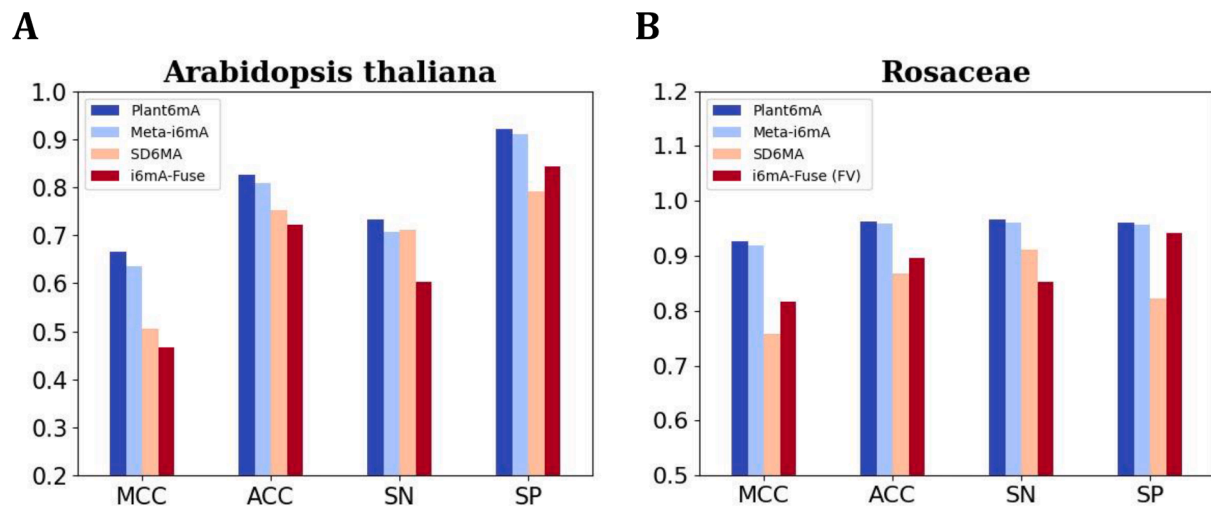 A
Arabidopsis thaliana
1.0
0.9
0.8
0.7
0.6
0.5
0.4
0.3
0.2
Plant6mA
Meta-i6mA
SD6MA
i6mA-Fuse
MCC ACC SN SP
B
Rosaceae
1.2
1.1
1.0
0.9
0.8
0.7
0.6
0.5
Plant6mA
Meta-i6mA
SD6MA
i6mA-Fuse (FV)
MCC ACC SN SP